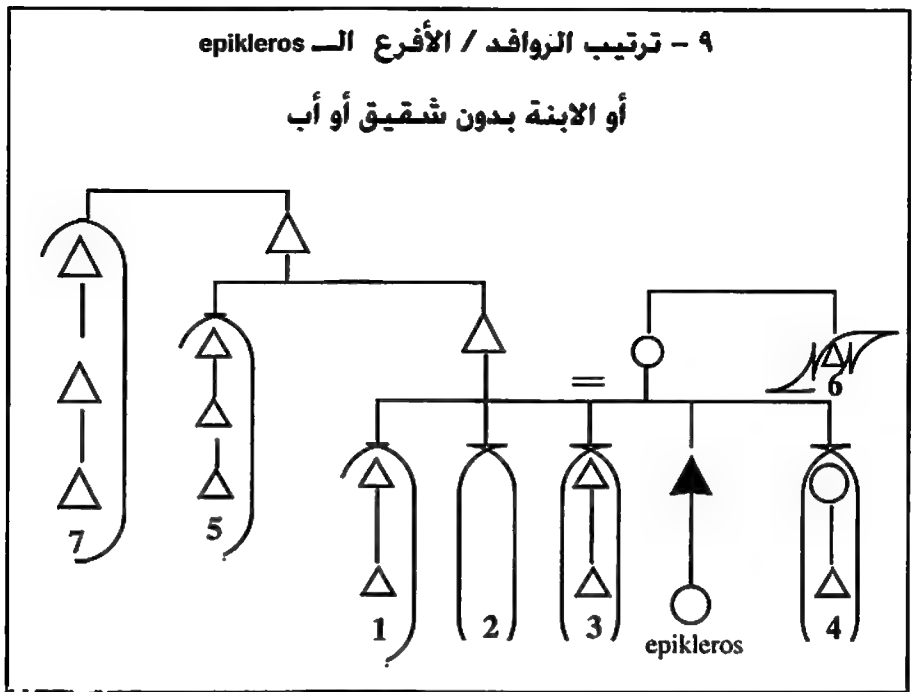 ٩ - ترتيب الروافد / الأفرع الـــ epikleros
أو الابنة بدون شقيق أو أب
6
7
5
1
2
3
epikleros
4